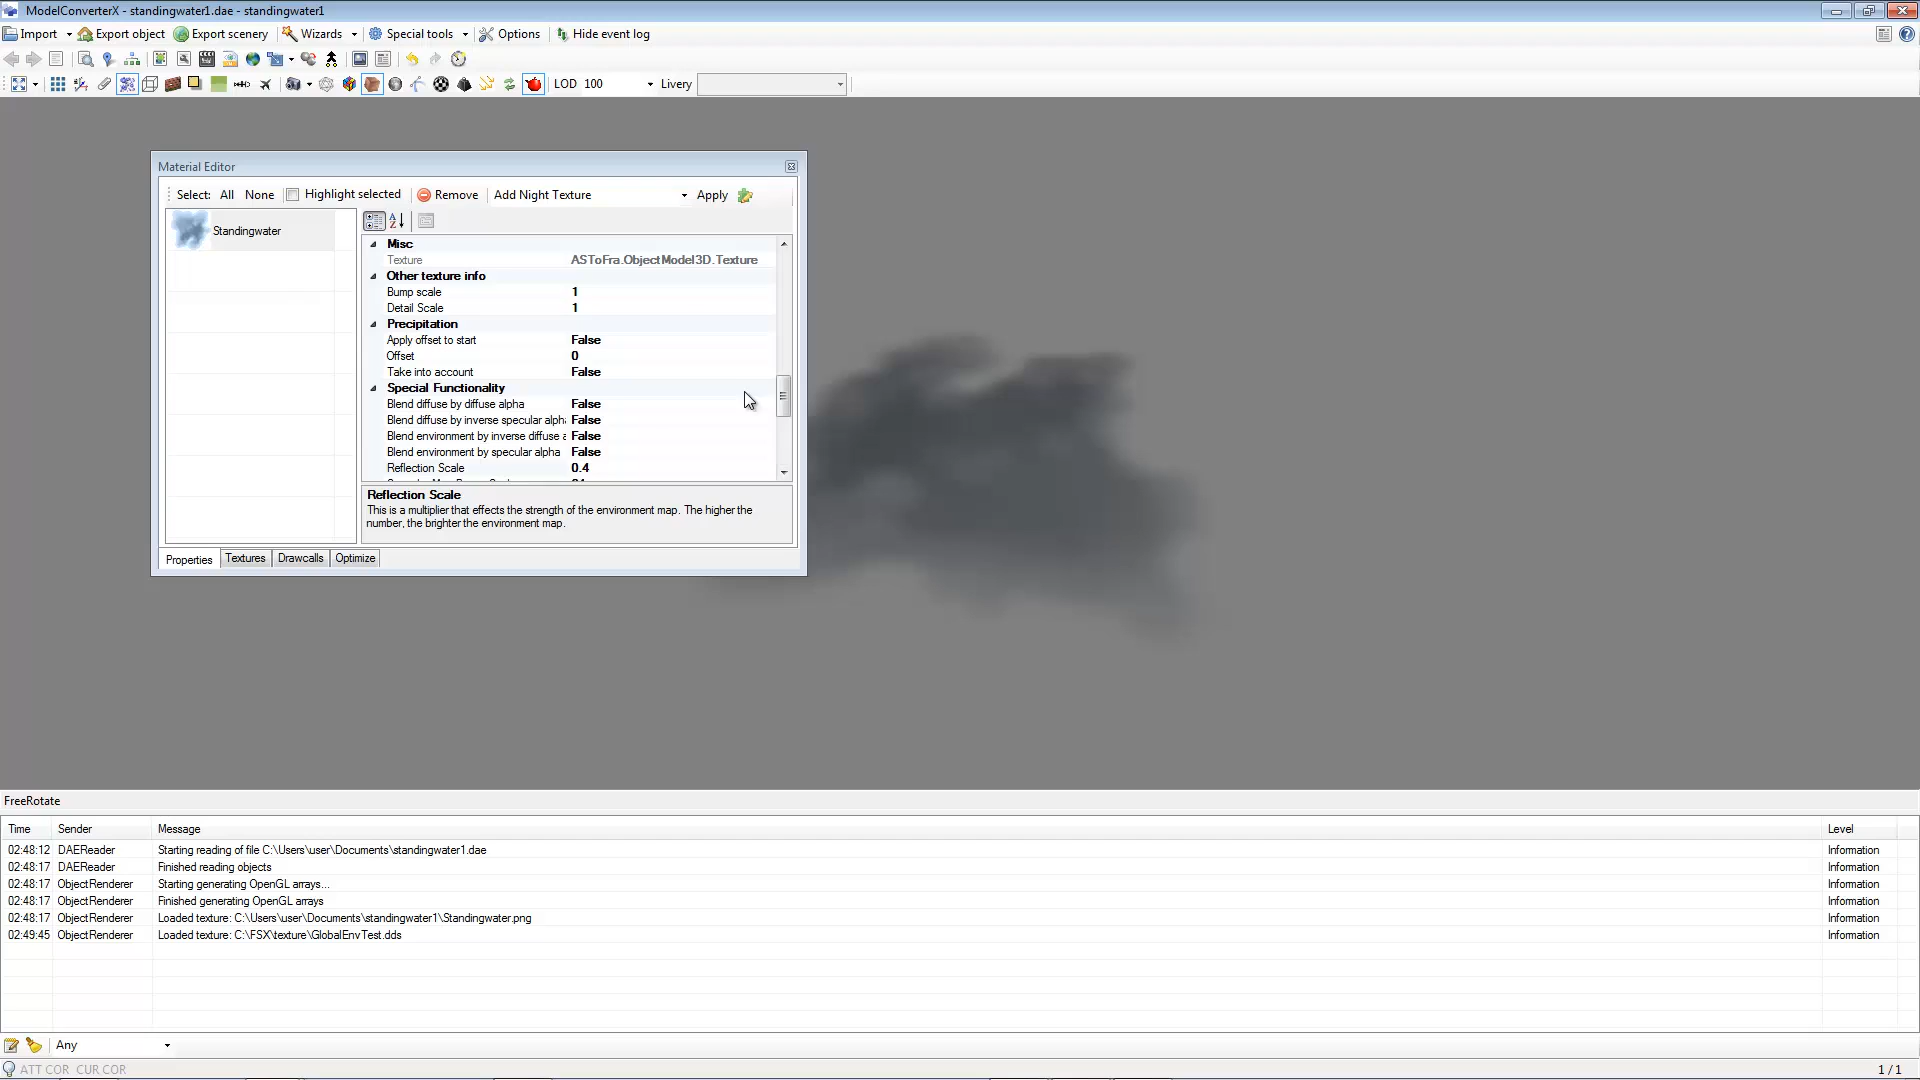 ModelConverterX - standingwater1.dae - standingwater1
Import Export object Export scenery Wizards Special tools Options Hide event log
LOD 100 Livery
Material Editor
Select: All None Highlight selected Remove Add Night Texture Apply
Standingwater
Misc
Texture ASToFra.ObjectModel3D.Texture
Other texture info
Bump scale 1
Detail Scale 1
Precipitation
Apply offset to start False
Offset 0
Take into account False
Special Functionality
Blend diffuse by diffuse alpha False
Blend diffuse by inverse specular alph False
Blend environment by inverse diffuse a False
Blend environment by specular alpha False
Reflection Scale 0.4
Reflection Scale
This is a multiplier that effects the strength of the environment map. The higher the
number, the brighter the environment map.
Properties Textures Drawcalls Optimize
FreeRotate
Time Sender Message Level
02:48:12 DAEReader Starting reading of file C:\Users\user\Documents\standingwater1.dae Information
02:48:17 DAEReader Finished reading objects Information
02:48:17 ObjectRenderer Starting generating OpenGL arrays... Information
02:48:17 ObjectRenderer Finished generating OpenGL arrays Information
02:48:17 ObjectRenderer Loaded texture: C:\Users\user\Documents\standingwater1\Standingwater.png Information
02:49:45 ObjectRenderer Loaded texture: C:\FSX\texture\GlobalEnvTest.dds Information
Any
ATT COR CUR COR 1 / 1